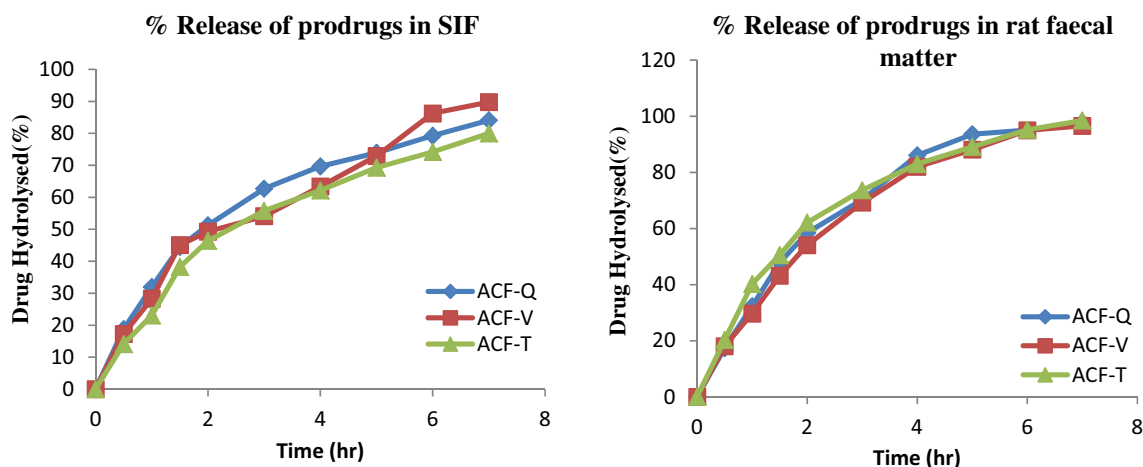 % Release of prodrugs in SIF
100
90
80
70
60
50
40
30
20
10
0
Drug Hydrolysed(%)
0 2 4 6 8
Time (hr)
ACF-Q
ACF-V
ACF-T
% Release of prodrugs in rat faecal
matter
120
100
80
60
40
20
0
Drug Hydrolysed(%)
0 2 4 6 8
Time (hr)
ACF-Q
ACF-V
ACF-T